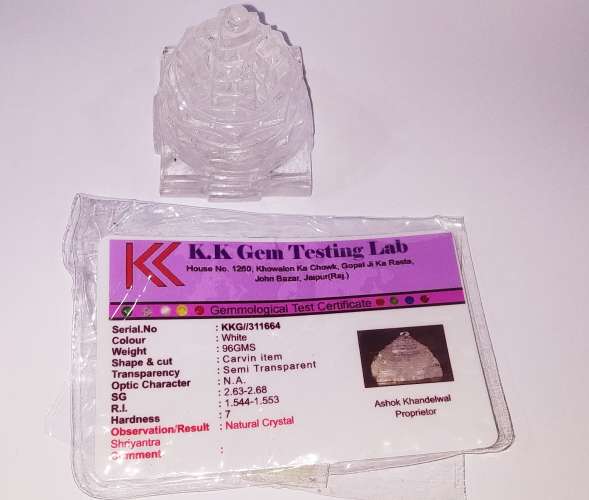 KK K.K Gem Testing Lab
House No. 1260, Khowalon Ka Chowk, Gopal Ji Ka Rasta,
John Bazar, Jaipur(Raj.)
Gemmological Test Certificate
Serial.No : KKG//311664
Colour : White
Weight : 96GMS
Shape & cut : Carvin item
Transparency : Semi Transparent
Optic Character : N.A.
SG : 2.63-2.68
R.I. : 1.544-1.553
Hardness : 7
Observation/Result : Natural Crystal
Shriyantra
Comment :
Ashok Khandelwal
Proprietor